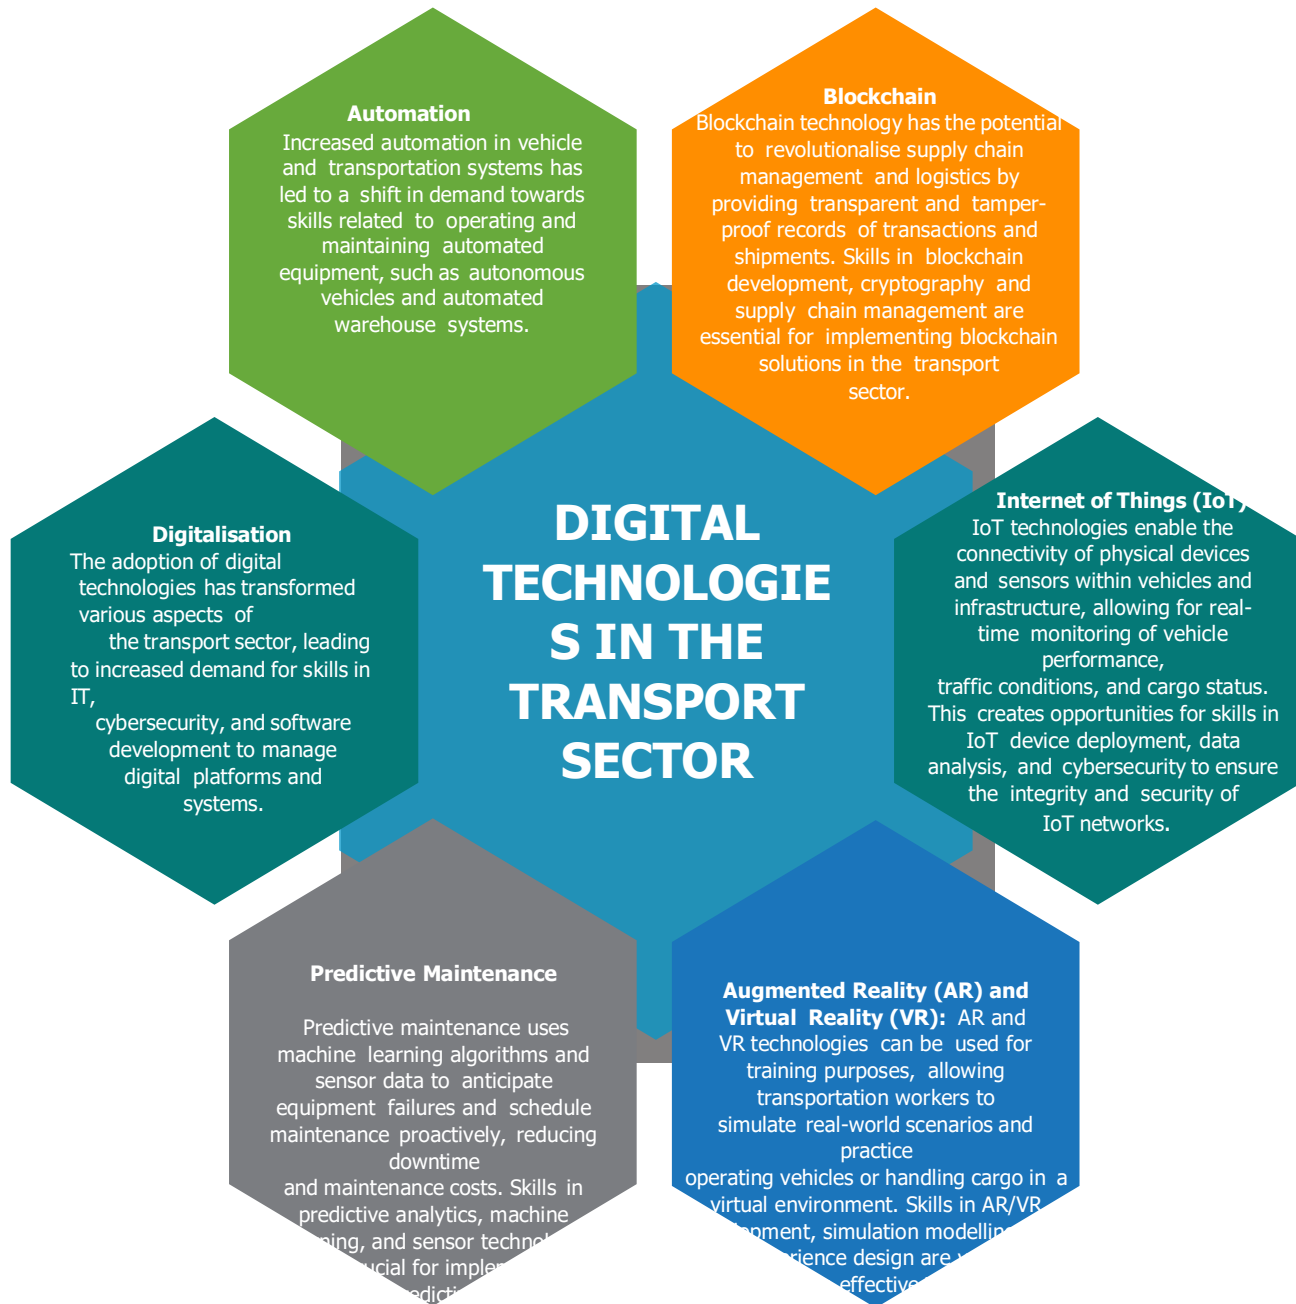 Automation
Increased automation in vehicle
and transportation systems has
led to a shift in demand towards
skills related to operating and
maintaining automated
equipment, such as autonomous
vehicles and automated
warehouse systems.
Blockchain
Blockchain technology has the potential
to revolutionalise supply chain
management and logistics by
providing transparent and tamper-
proof records of transactions and
shipments. Skills in blockchain
development, cryptography and
supply chain management are
essential for implementing blockchain
solutions in the transport
sector.
Digitalisation
The adoption of digital
technologies has transformed
various aspects of
the transport sector, leading
to increased demand for skills in
IT,
cybersecurity, and software
development to manage
digital platforms and
systems.
DIGITAL
TECHNOLOGIE
S IN THE
TRANSPORT
SECTOR
Internet of Things (IoT)
IoT technologies enable the
connectivity of physical devices
and sensors within vehicles and
infrastructure, allowing for real-
time monitoring of vehicle
performance,
traffic conditions, and cargo status.
This creates opportunities for skills in
IoT device deployment, data
analysis, and cybersecurity to ensure
the integrity and security of
IoT networks.
Predictive Maintenance
Predictive maintenance uses
machine learning algorithms and
sensor data to anticipate
equipment failures and schedule
maintenance proactively, reducing
downtime
and maintenance costs. Skills in
predictive analytics, machine
and sensor
for
Augmented Reality (AR) and
Virtual Reality (VR): AR and
VR technologies can be used for
training purposes, allowing
transportation workers to
simulate real-world scenarios and
practice
operating vehicles or handling cargo in a
virtual environment. Skills in AR/VR
simulation modelling
design are
effective